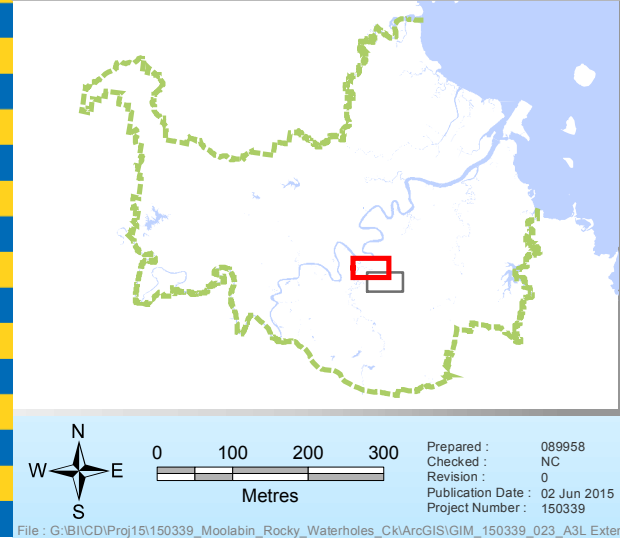 N
W E
S
0 100 200 300
Metres
Prepared : 089958
Checked : NC
Revision : 0
Publication Date : 02 Jun 2015
Project Number : 150339
File : G:\BI\CD\Proj15\150339_Moolabin_Rocky_Waterholes_Ck\ArcGIS\GIM_150339_023_A3L Exter